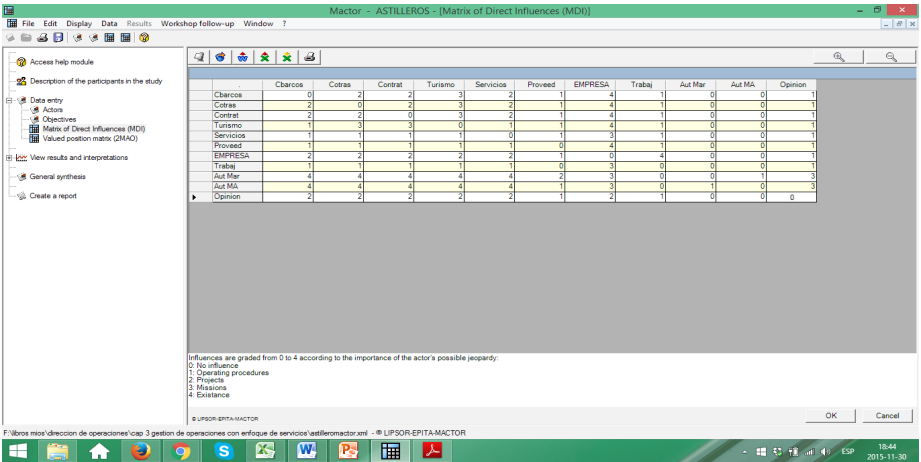 Mactor - ASTILLEROS - [Matrix of Direct Influences (MDI)]
File Edit Display Data Results Workshop follow-up Window ?
Access help module
Description of the participants in the study
Data entry
Actors
Objectives
Matrix of Direct Influences (MDI)
Valued position matrix (2MAO)
View results and interpretations
General synthesis
Create a report
Cbarcos Cotras Contrat Turismo Servicios Proveed EMPRESA Trabaj Aut Mar Aut MA Opinion
Cbarcos 0 2 2 3 2 1 4 1 0 0 1
Cotras 2 0 2 3 2 1 4 1 0 0 1
Contrat 2 2 0 3 2 1 4 1 0 0 1
Turismo 1 3 3 0 1 1 4 1 0 0 1
Servicios 1 1 1 1 0 1 3 1 0 0 1
Proveed 1 1 1 1 1 0 4 1 0 0 1
EMPRESA 2 2 2 2 2 1 0 4 0 0 1
Trabaj 1 1 1 1 1 0 3 0 0 0 1
Aut Mar 4 4 4 4 4 2 3 0 0 1 3
Aut MA 4 4 4 4 4 1 3 0 1 0 3
Opinion 2 2 2 2 2 1 2 1 0 0 0
Influences are graded from 0 to 4 according to the importance of the actor's possible jeopardy:
0: No influence
1: Operating procedures
2: Projects
3: Missions
4: Existance
© LIPSOR-EPITA-MACTOR
OK Cancel
F:\libros mios\direccion de operaciones\cap 3 gestion de operaciones con enfoque de servicios\astilleromactor.xml - © LIPSOR-EPITA-MACTOR
ESP
18:44
2015-11-30